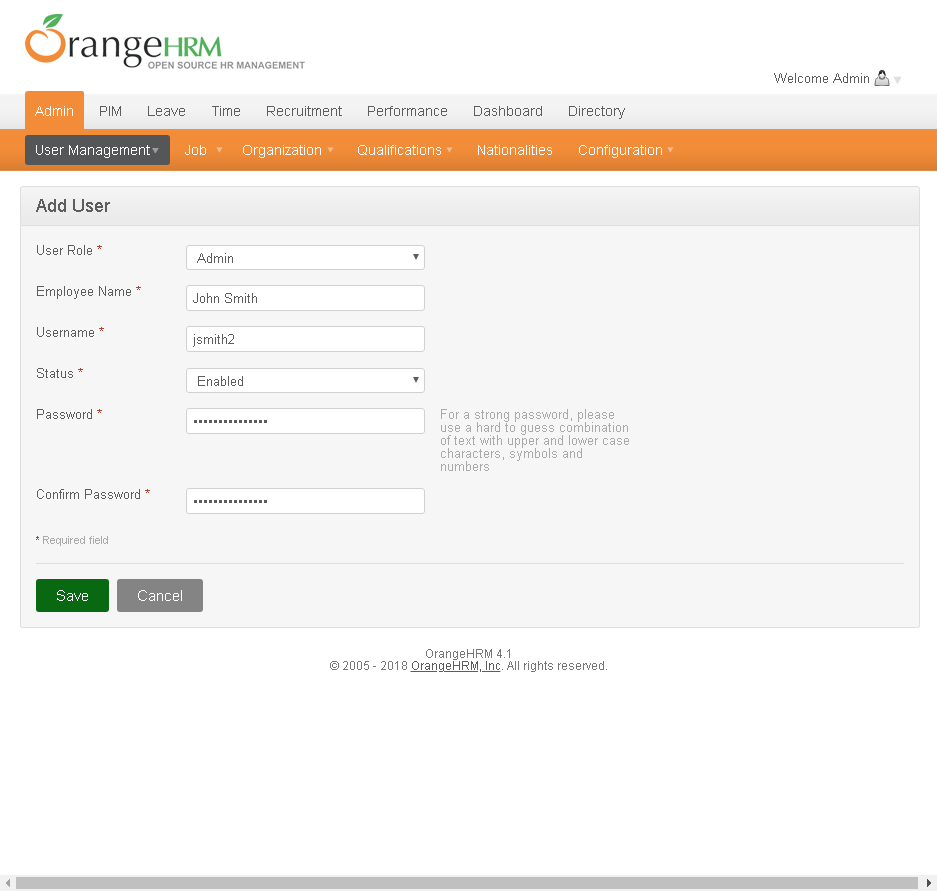 OrangeHRM
OPEN SOURCE HR MANAGEMENT
Welcome Admin
Admin PIM Leave Time Recruitment Performance Dashboard Directory
User Management Job Organization Qualifications Nationalities Configuration
Add User
User Role * Admin
Employee Name * John Smith
Username * jsmith2
Status * Enabled
Password * •••••••••••••••
For a strong password, please
use a hard to guess combination
of text with upper and lower case
characters, symbols and
numbers
Confirm Password * •••••••••••••••
* Required field
Save Cancel
OrangeHRM 4.1
© 2005 - 2018 OrangeHRM, Inc. All rights reserved.